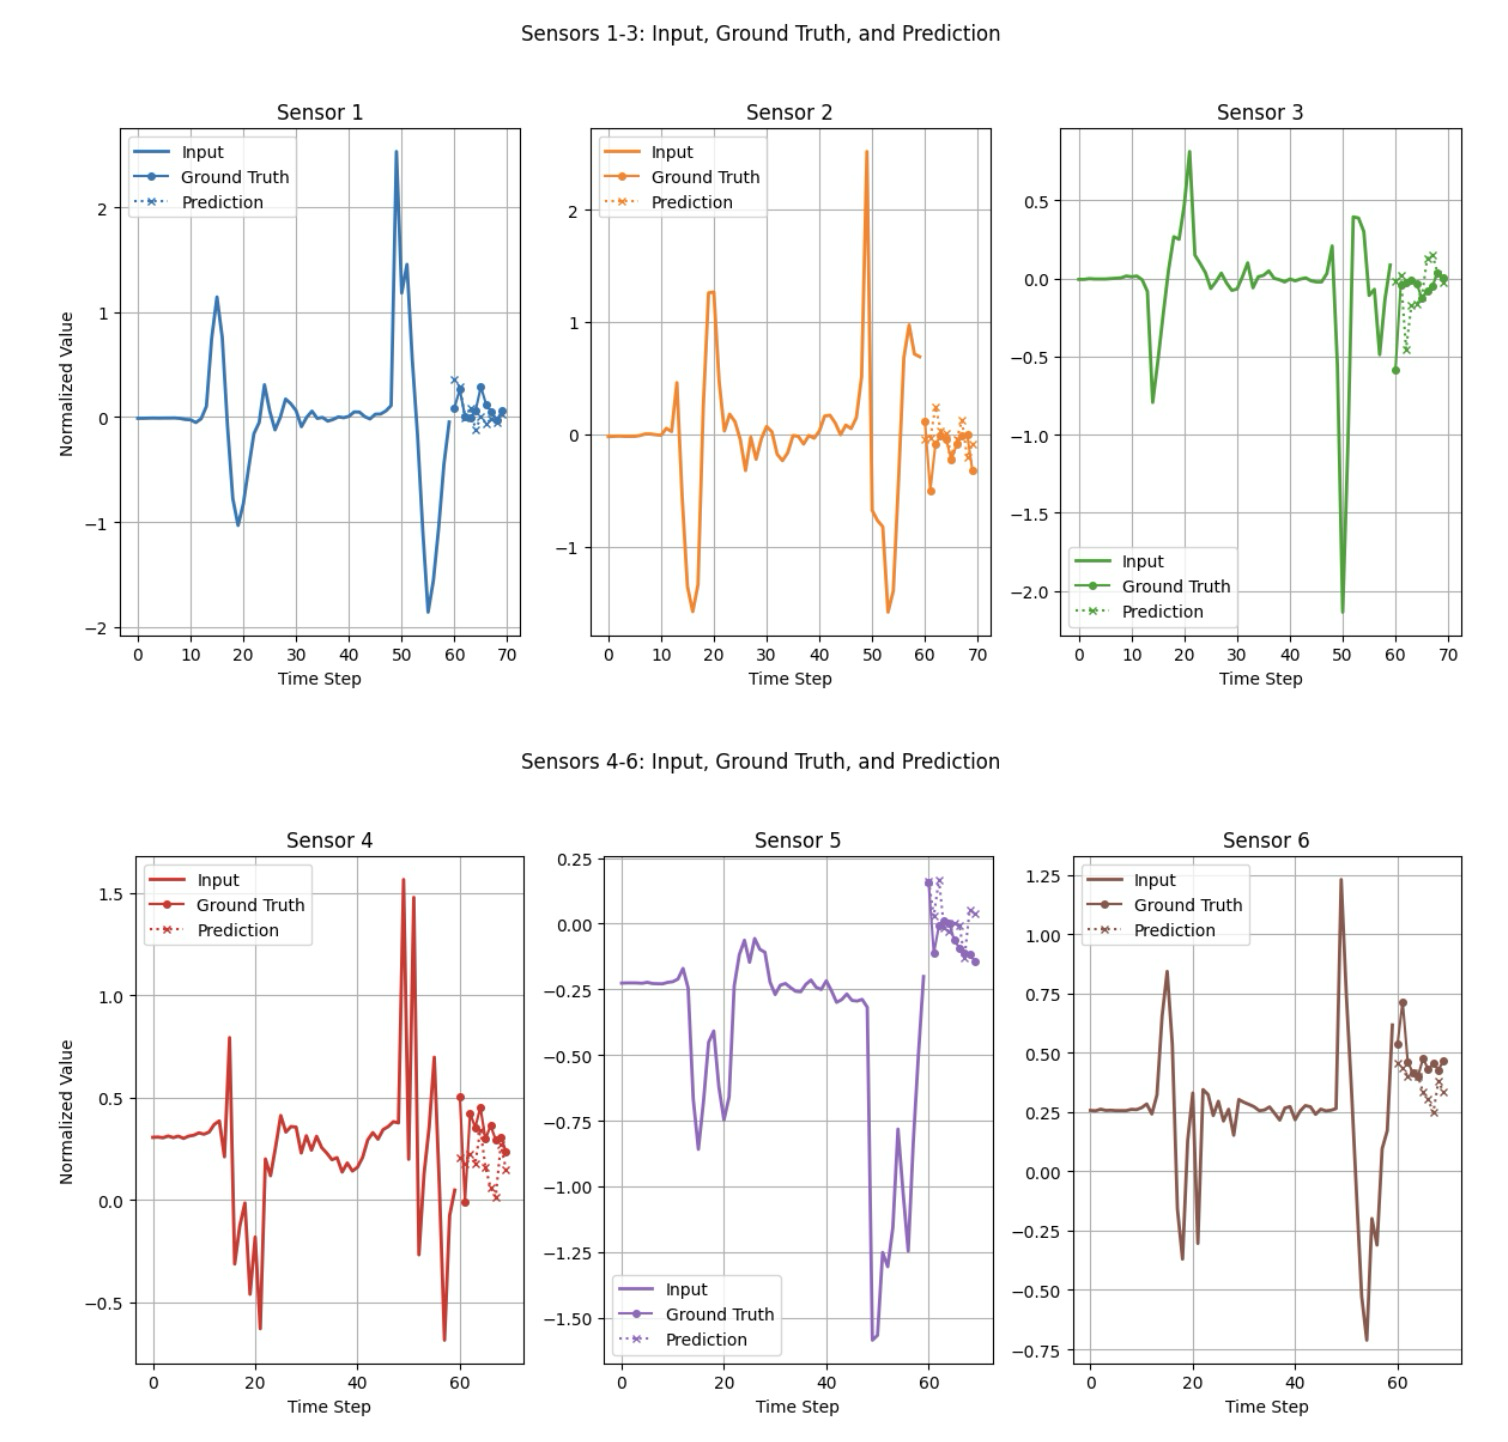 Sensors 1-3: Input, Ground Truth, and Prediction
Sensor 1
Input
Ground Truth
Prediction
2
1
0
−1
−2
Normalized Value
0 10 20 30 40 50 60 70
Time Step
Sensor 2
Input
Ground Truth
Prediction
2
1
0
−1
0 10 20 30 40 50 60 70
Time Step
Sensor 3
0.5
0.0
−0.5
−1.0
−1.5
−2.0
Input
Ground Truth
Prediction
0 10 20 30 40 50 60 70
Time Step
Sensors 4-6: Input, Ground Truth, and Prediction
Sensor 4
Input
Ground Truth
Prediction
1.5
1.0
0.5
0.0
−0.5
Normalized Value
0 20 40 60
Time Step
Sensor 5
0.25
0.00
−0.25
−0.50
−0.75
−1.00
−1.25
−1.50
Input
Ground Truth
Prediction
0 20 40 60
Time Step
Sensor 6
Input
Ground Truth
Prediction
1.25
1.00
0.75
0.50
0.25
0.00
−0.25
−0.50
−0.75
0 20 40 60
Time Step